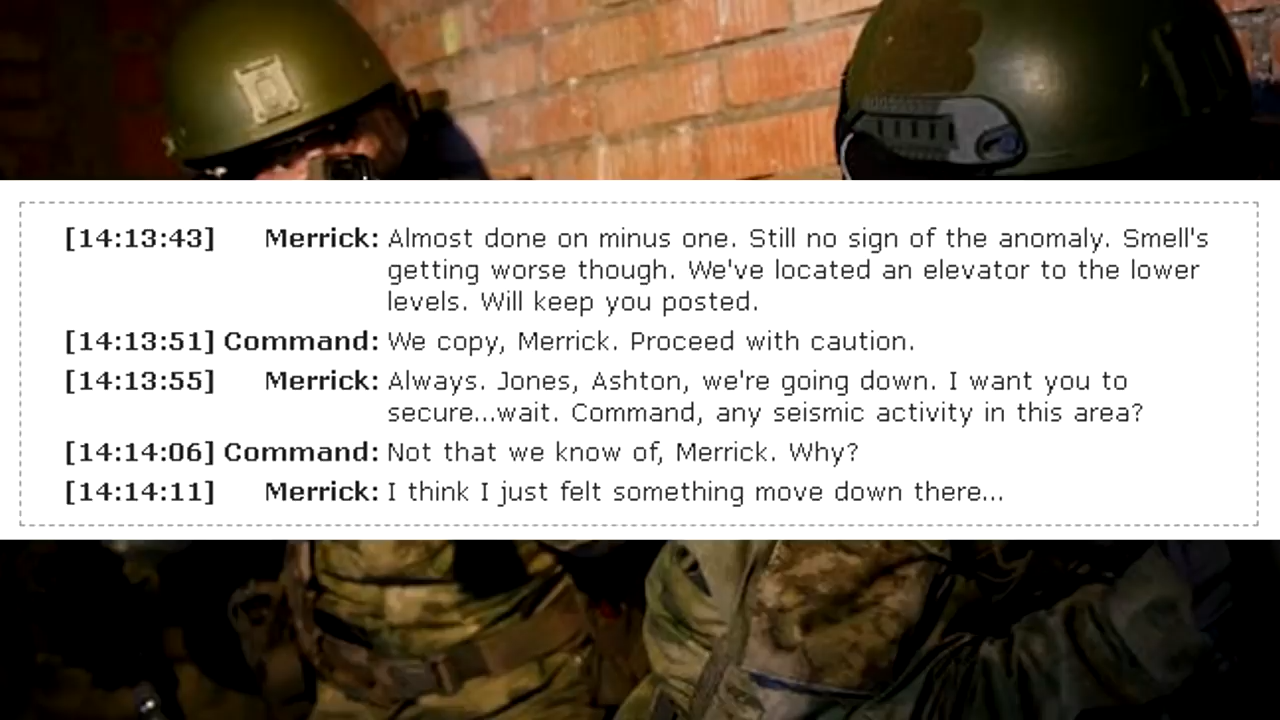 [14:13:43] Merrick: Almost done on minus one. Still no sign of the anomaly. Smell's
getting worse though. We've located an elevator to the lower
levels. Will keep you posted.
[14:13:51] Command: We copy, Merrick. Proceed with caution.
[14:13:55] Merrick: Always. Jones, Ashton, we're going down. I want you to
secure...wait. Command, any seismic activity in this area?
[14:14:06] Command: Not that we know of, Merrick. Why?
[14:14:11] Merrick: I think I just felt something move down there...